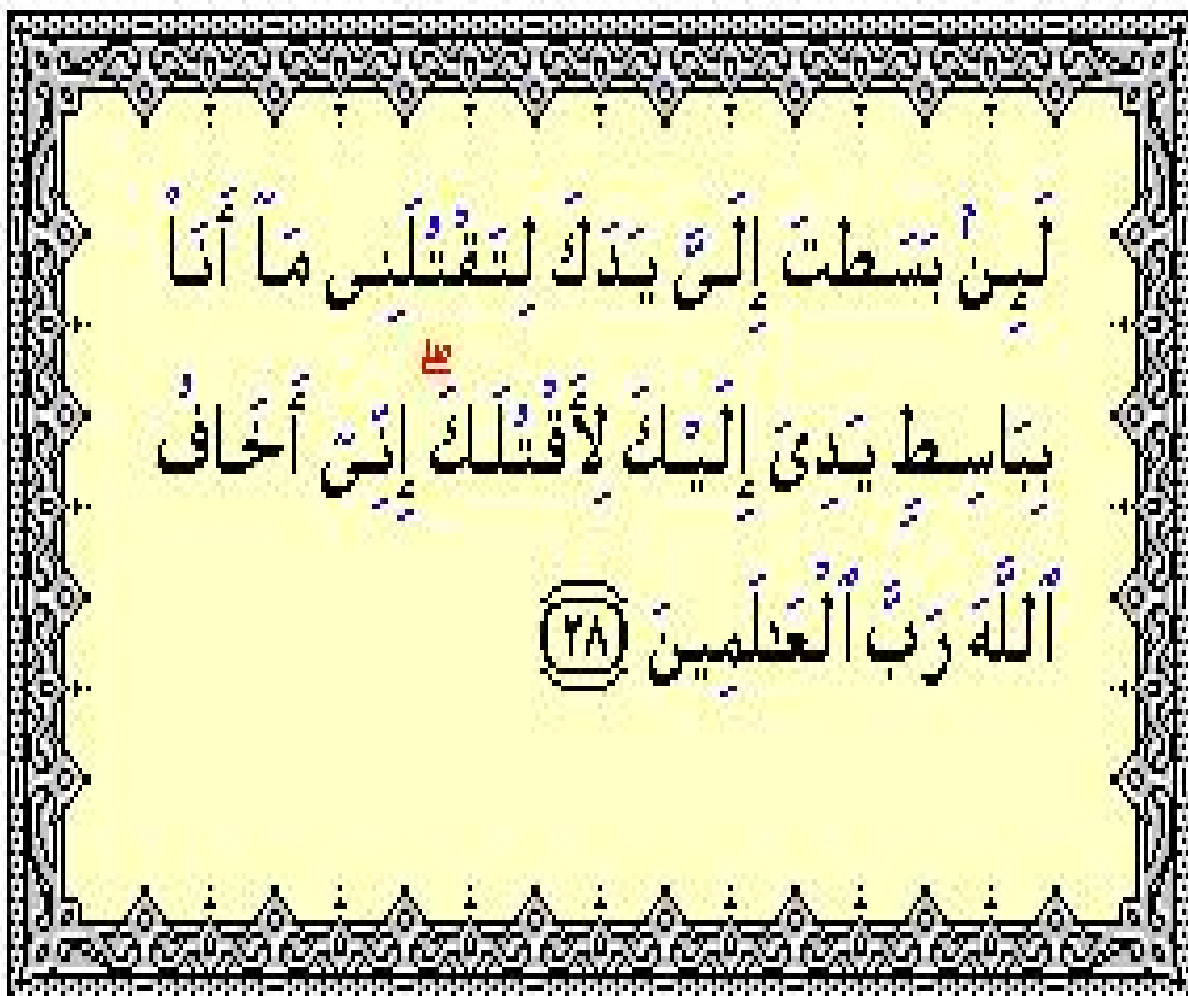 لَئِنۢ بَسَطتَ إِلَىَّ يَدَكَ لِتَقْتُلَنِى مَآ أَنَا۠
بِبَاسِطٍ يَدِىَ إِلَيْكَ لِأَقْتُلَكَ ۖ إِنِّىٓ أَخَافُ
ٱللَّهَ رَبَّ ٱلْعَـٰلَمِينَ ٢٨